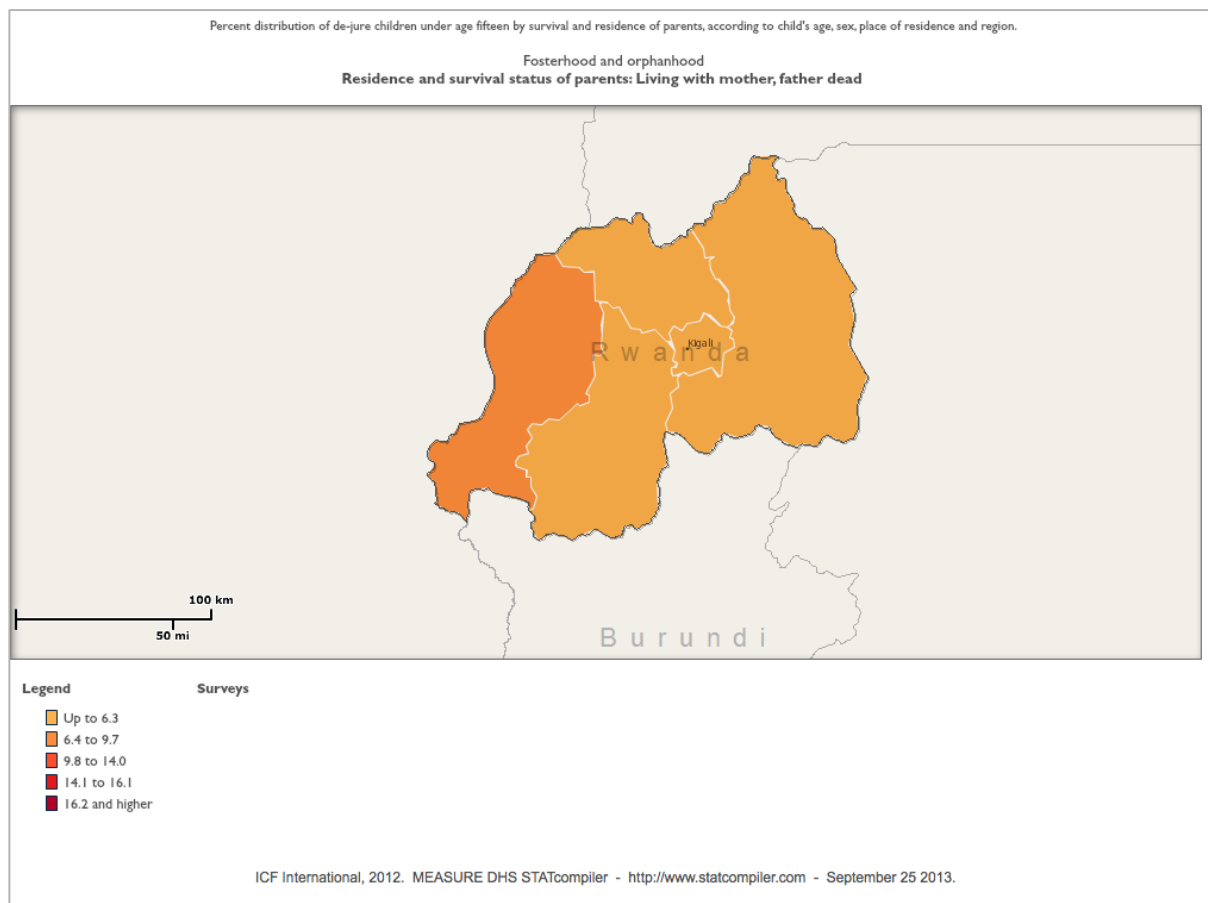 Percent distribution of de-jure children under age fifteen by survival and residence of parents, according to child's age, sex, place of residence and region.
Fosterhood and orphanhood
Residence and survival status of parents: Living with mother, father dead
Kigali
Rwanda
100 km
50 mi
Burundi
Legend
Surveys
Up to 6.3
6.4 to 9.7
9.8 to 14.0
14.1 to 16.1
16.2 and higher
ICF International, 2012. MEASURE DHS STATcompiler - http://www.statcompiler.com - September 25 2013.